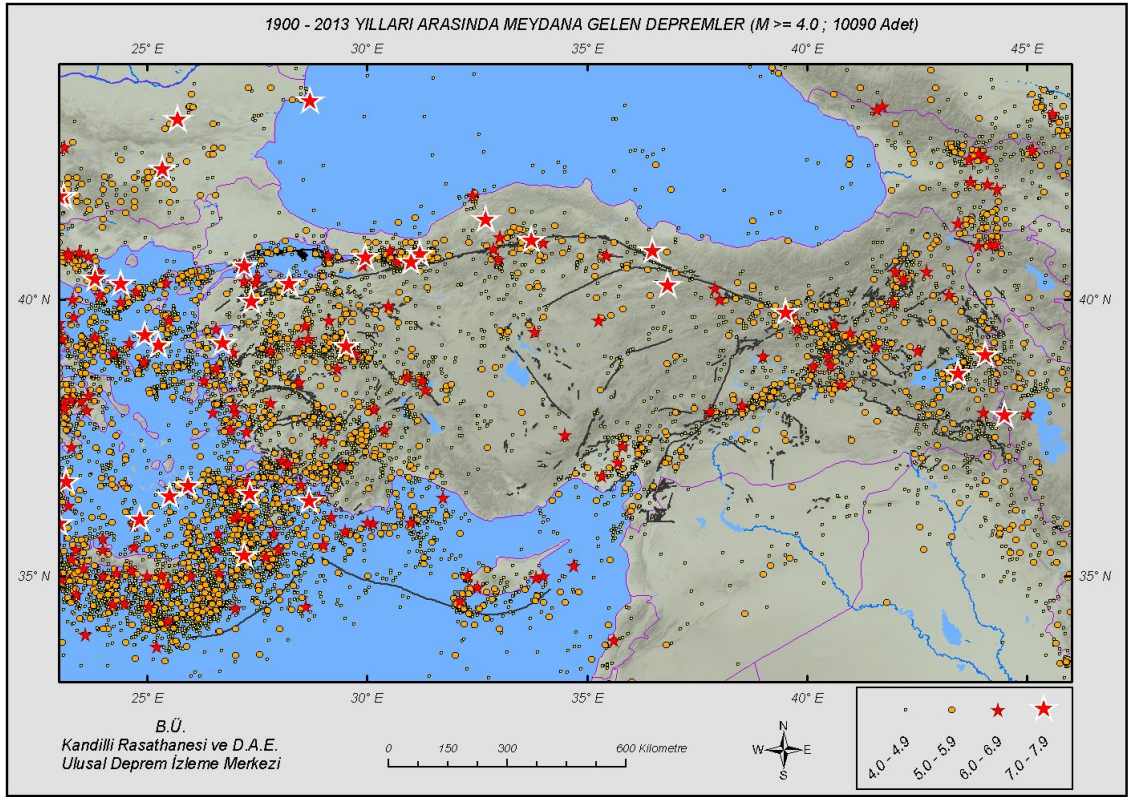 1900 - 2013 YILLARI ARASINDA MEYDANA GELEN DEPREMLER (M >= 4.0 ; 10090 Adet)
25° E 30° E 35° E 40° E 45° E
40° N 40° N
35° N 35° N
25° E 30° E 35° E 40° E
B.Ü.
Kandilli Rasathanesi ve D.A.E.
Ulusal Deprem İzleme Merkezi
0 150 300 600 Kilometre
N
W E
S
4.0 - 4.9 5.0 - 5.9 6.0 - 6.9 7.0 - 7.9